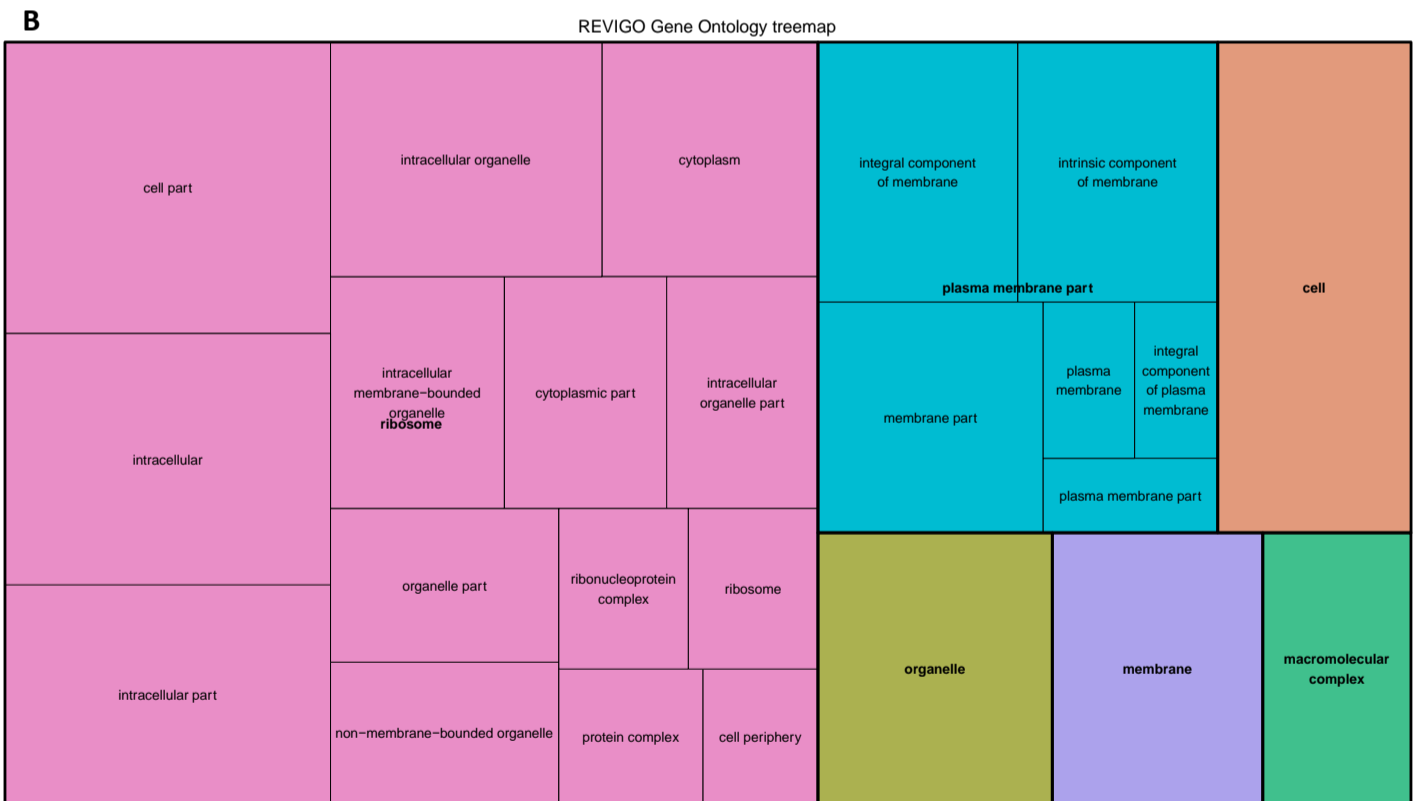 B
REVIGO Gene Ontology treemap
cell part
intracellular
intracellular part
intracellular organelle
cytoplasm
intracellular
membrane−bounded
organelle
ribosome
cytoplasmic part
intracellular
organelle part
organelle part
non−membrane−bounded organelle
ribonucleoprotein
complex
ribosome
protein complex
cell periphery
integral component
of membrane
intrinsic component
of membrane
plasma membrane part
membrane part
plasma
membrane
integral
component
of plasma
membrane
plasma membrane part
cell
organelle
membrane
macromolecular
complex